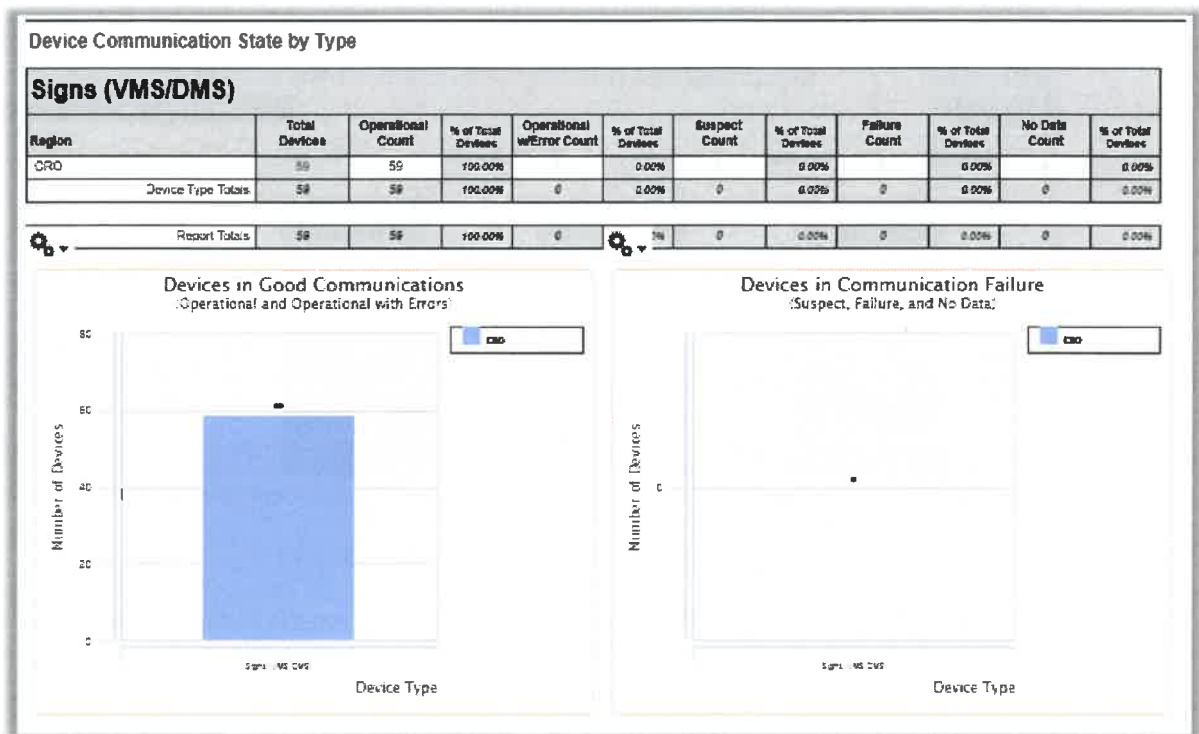 Device Communication State by Type
Signs (VMS/DMS)
Region Total Devices Operational Count % of Total Devices Operational w/Error Count % of Total Devices Suspect Count % of Total Devices Failure Count % of Total Devices No Data Count % of Total Devices
CRO 59 59 100.00% 0.00% 0.00% 0.00% 0.00%
Device Type Totals 59 59 100.00% 0 0.00% 0 0.00% 0 0.00% 0 0.00%
Report Totals 59 59 100.00% 0 0 0.00% 0 0.00% 0 0.00%
Devices in Good Communications
(Operational and Operational with Errors)
CRO
80
60
40
20
0
Number of Devices
Device Type
Devices in Communication Failure
(Suspect, Failure, and No Data)
CRO
0
Number of Devices
Device Type